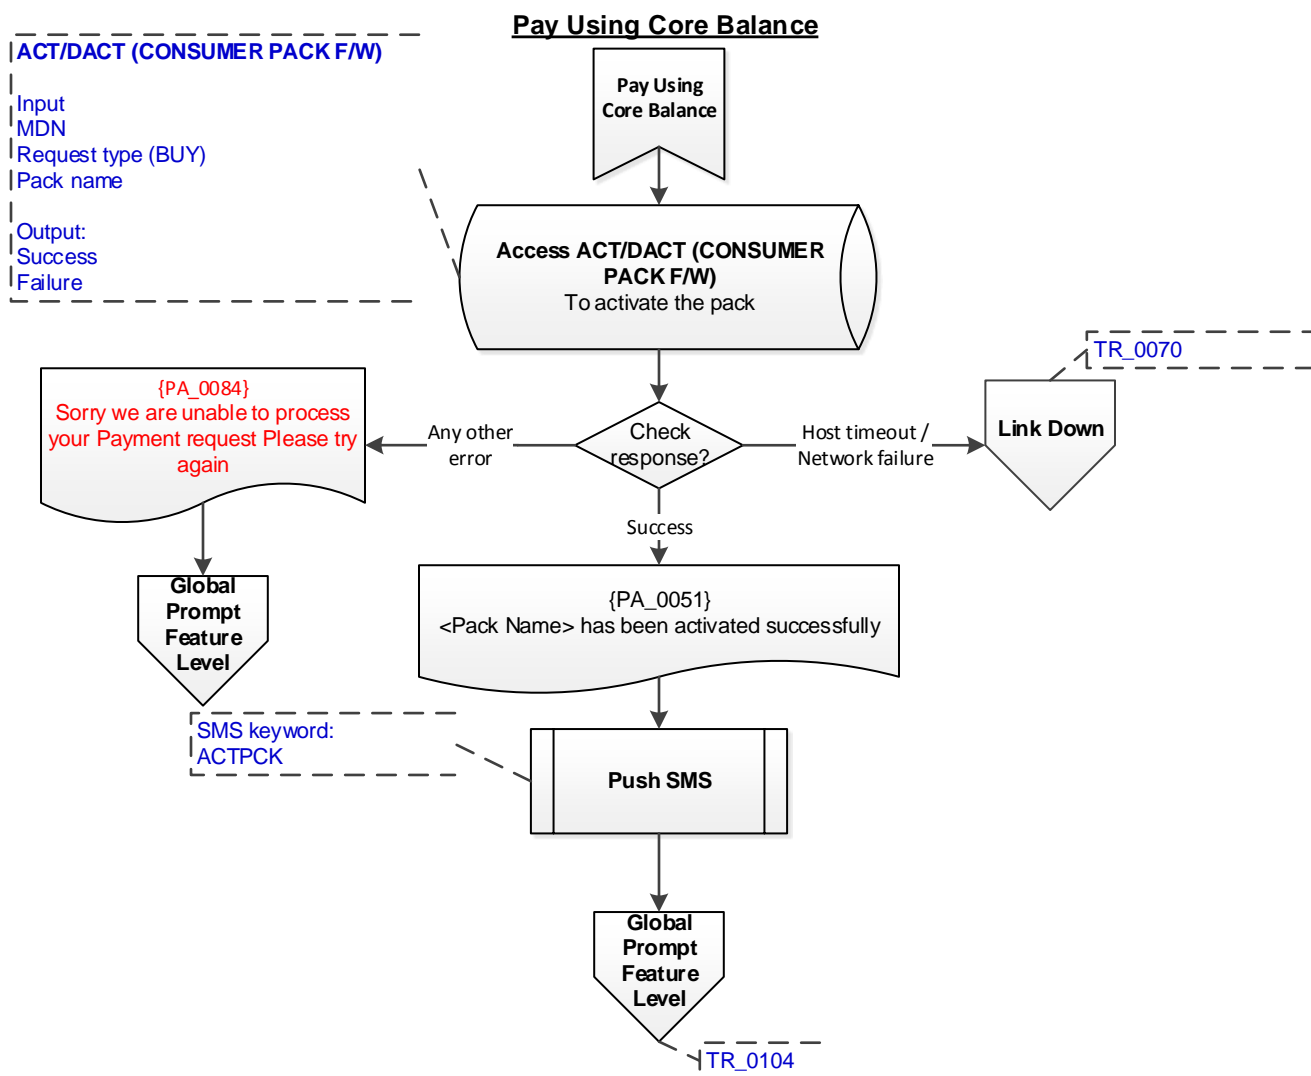 Pay Using Core Balance
ACT/DACT (CONSUMER PACK F/W)
Input
MDN
Request type (BUY)
Pack name
Output:
Success
Failure
Pay Using
Core Balance
Access ACT/DACT (CONSUMER
PACK F/W)
To activate the pack
TR_0070
{PA_0084}
Sorry we are unable to process
your Payment request Please try
again
Any other
error
Check
response?
Host timeout /
Network failure
Link Down
Success
Global
Prompt
Feature
Level
{PA_0051}
<Pack Name> has been activated successfully
SMS keyword:
ACTPCK
Push SMS
Global
Prompt
Feature
Level
TR_0104